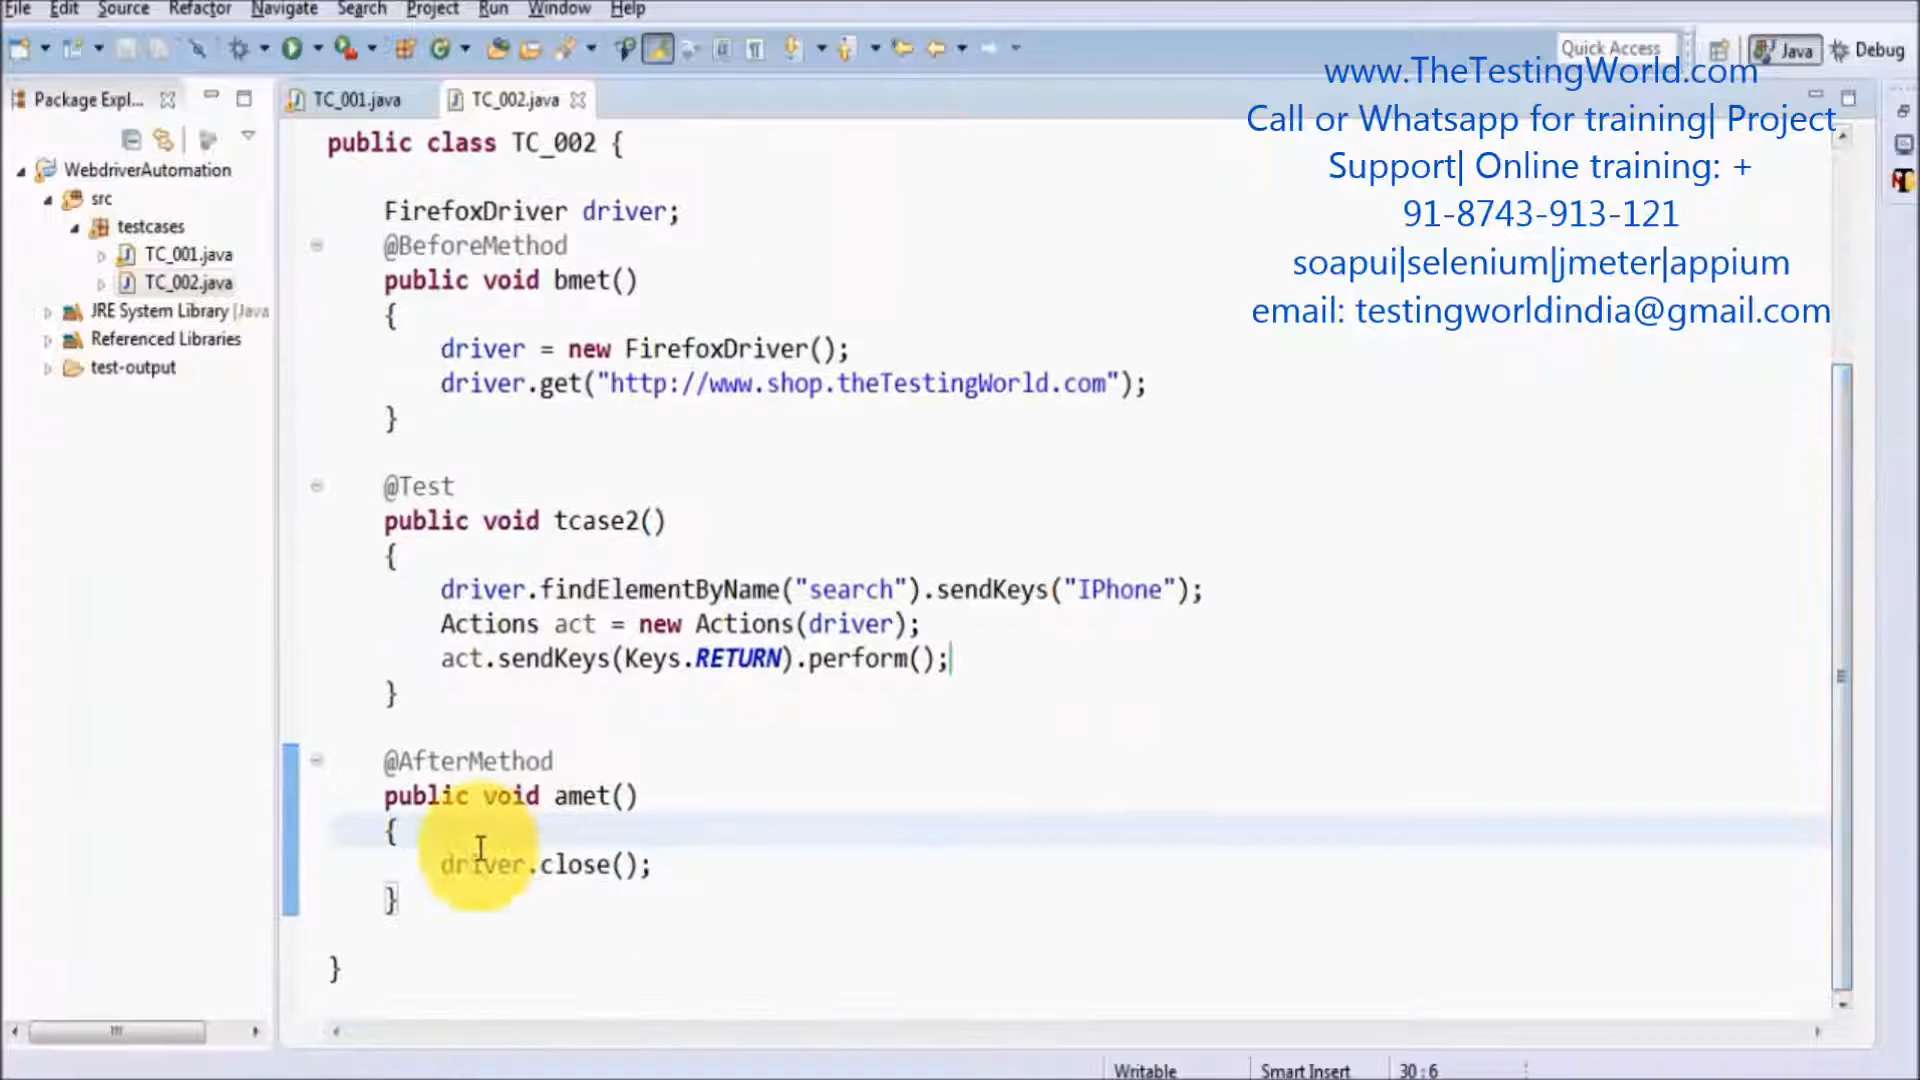 File Edit Source Refactor Navigate Search Project Run Window Help
Quick Access
Java
Debug
www.TheTestingWorld.com
Call or Whatsapp for training| Project
Support| Online training: +
91-8743-913-121
soapui|selenium|jmeter|appium
email: testingworldindia@gmail.com
Package Expl...
WebdriverAutomation
src
testcases
TC_001.java
TC_002.java
JRE System Library [Java
Referenced Libraries
test-output
TC_001.java
TC_002.java
public class TC_002 {
FirefoxDriver driver;
@BeforeMethod
public void bmet()
{
driver = new FirefoxDriver();
driver.get("http://www.shop.theTestingWorld.com");
}
@Test
public void tcase2()
{
driver.findElementByName("search").sendKeys("IPhone");
Actions act = new Actions(driver);
act.sendKeys(Keys.RETURN).perform();
}
@AfterMethod
public void amet()
{
driver.close();
}
}
Writable
Smart Insert
30 : 6